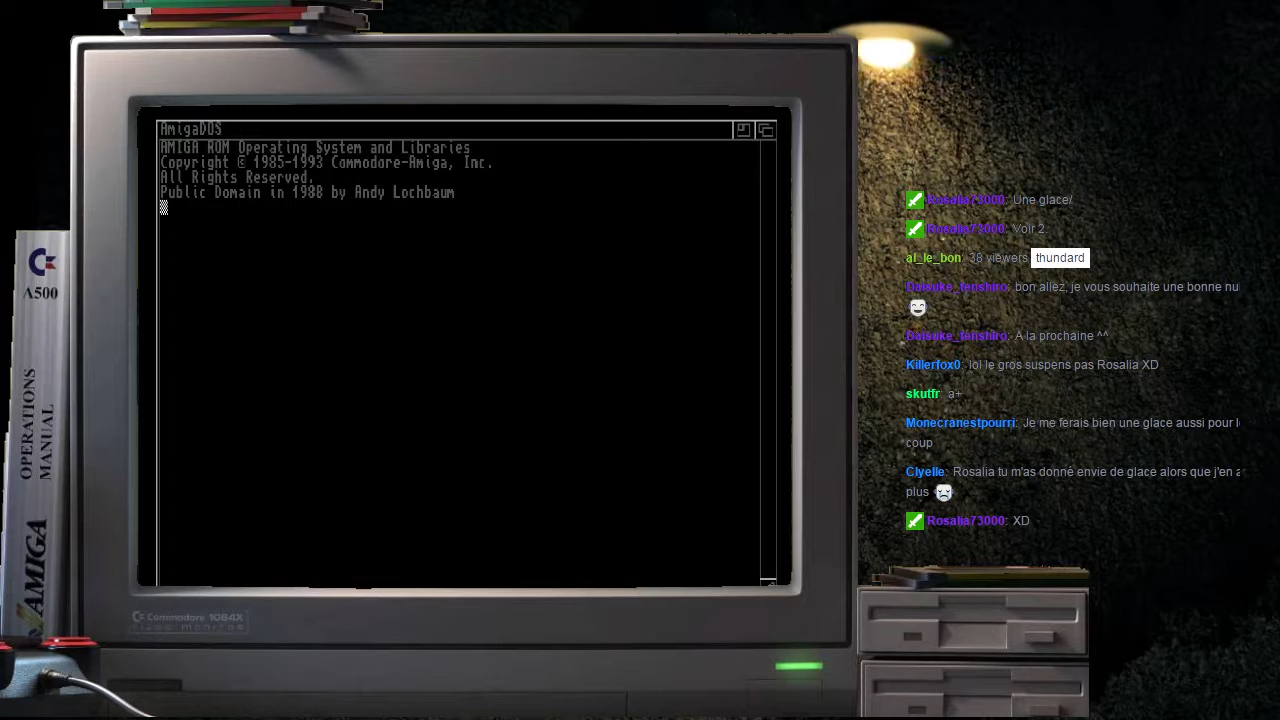 AmigaDOS
AMIGA ROM Operating System and Libraries
Copyright © 1985-1993 Commodore-Amiga, Inc.
All Rights Reserved.
Public Domain in 1988 by Andy Lochbaum
A500
OPERATIONS
MANUAL
AMIGA
Commodore 1084X
video monitor
Rosalia73000: Une glace/
Rosalia73000: Voir 2.
al_le_bon: 38 viewers thundard
Daisuke_tenshiro: bon allez, je vous souhaite une bonne nu
Daisuke_tenshiro: A la prochaine ^^
Killerfox0: lol le gros suspens pas Rosalia XD
skutfr: a+
Monecranestpourri: Je me ferais bien une glace aussi pour le
coup
Clyelle: Rosalia tu m'as donné envie de glace alors que j'en a
plus
Rosalia73000: XD